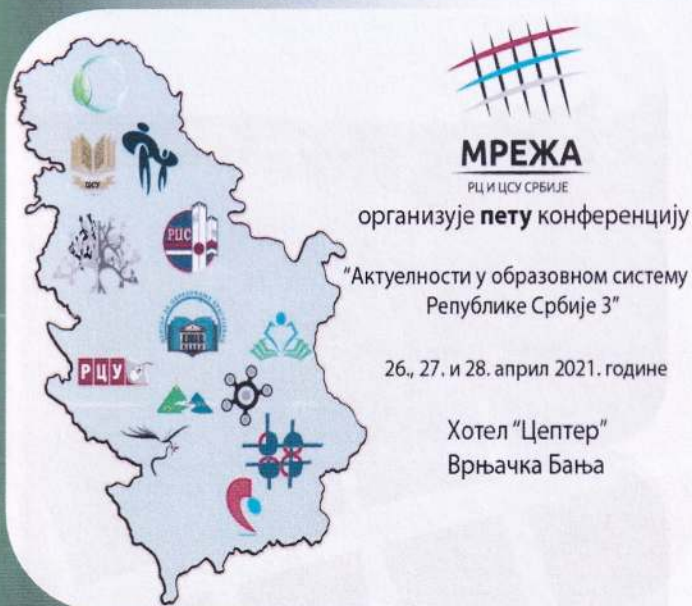 МРЕЖА
РЦ И ЦСУ СРБИЈЕ
организује пету конференцију
"Актуелности у образовном систему
Републике Србије 3"
26., 27. и 28. април 2021. године
Хотел "Цептер"
Врњачка Бања
ЦСУ
РЦС
РЦУ